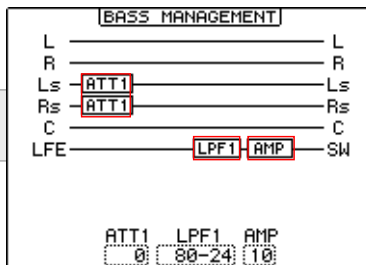 BASS MANAGEMENT
L L
R R
Ls ATT1 Ls
Rs ATT1 Rs
C C
LFE LPF1 AMP SW
ATT1 LPF1 AMP
0 80-24 10